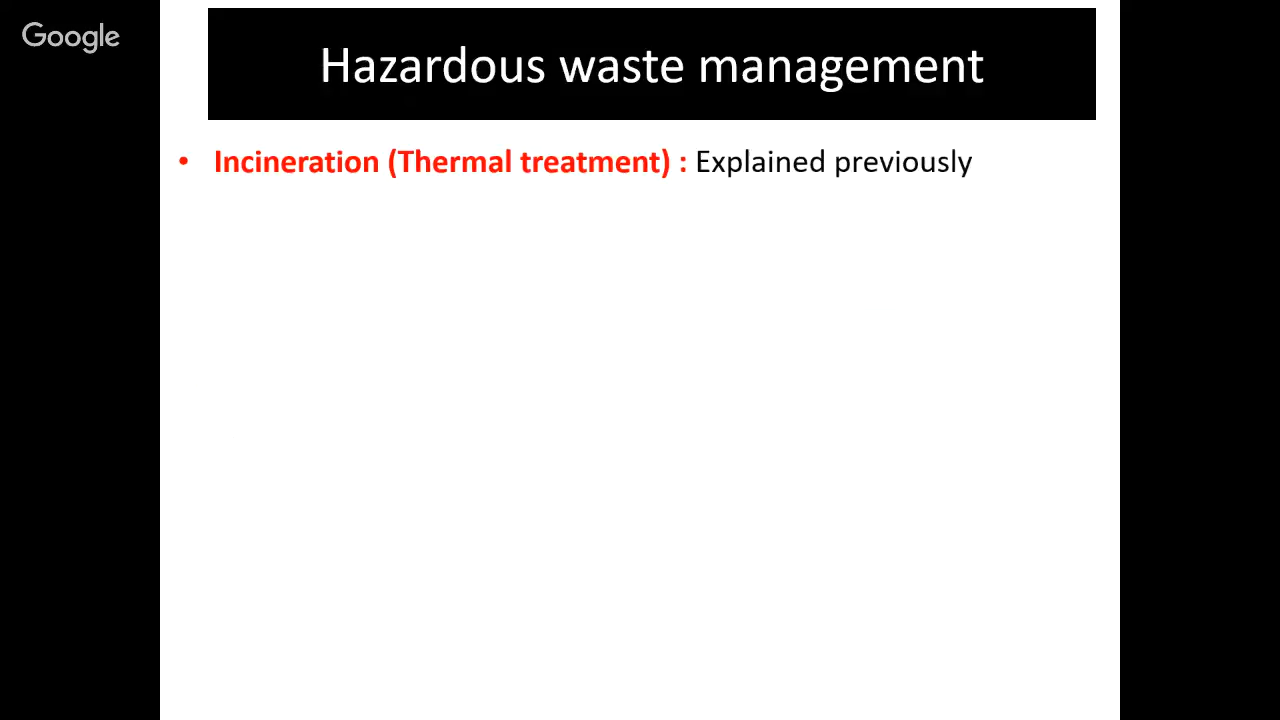 Google
Hazardous waste management
• Incineration (Thermal treatment) : Explained previously